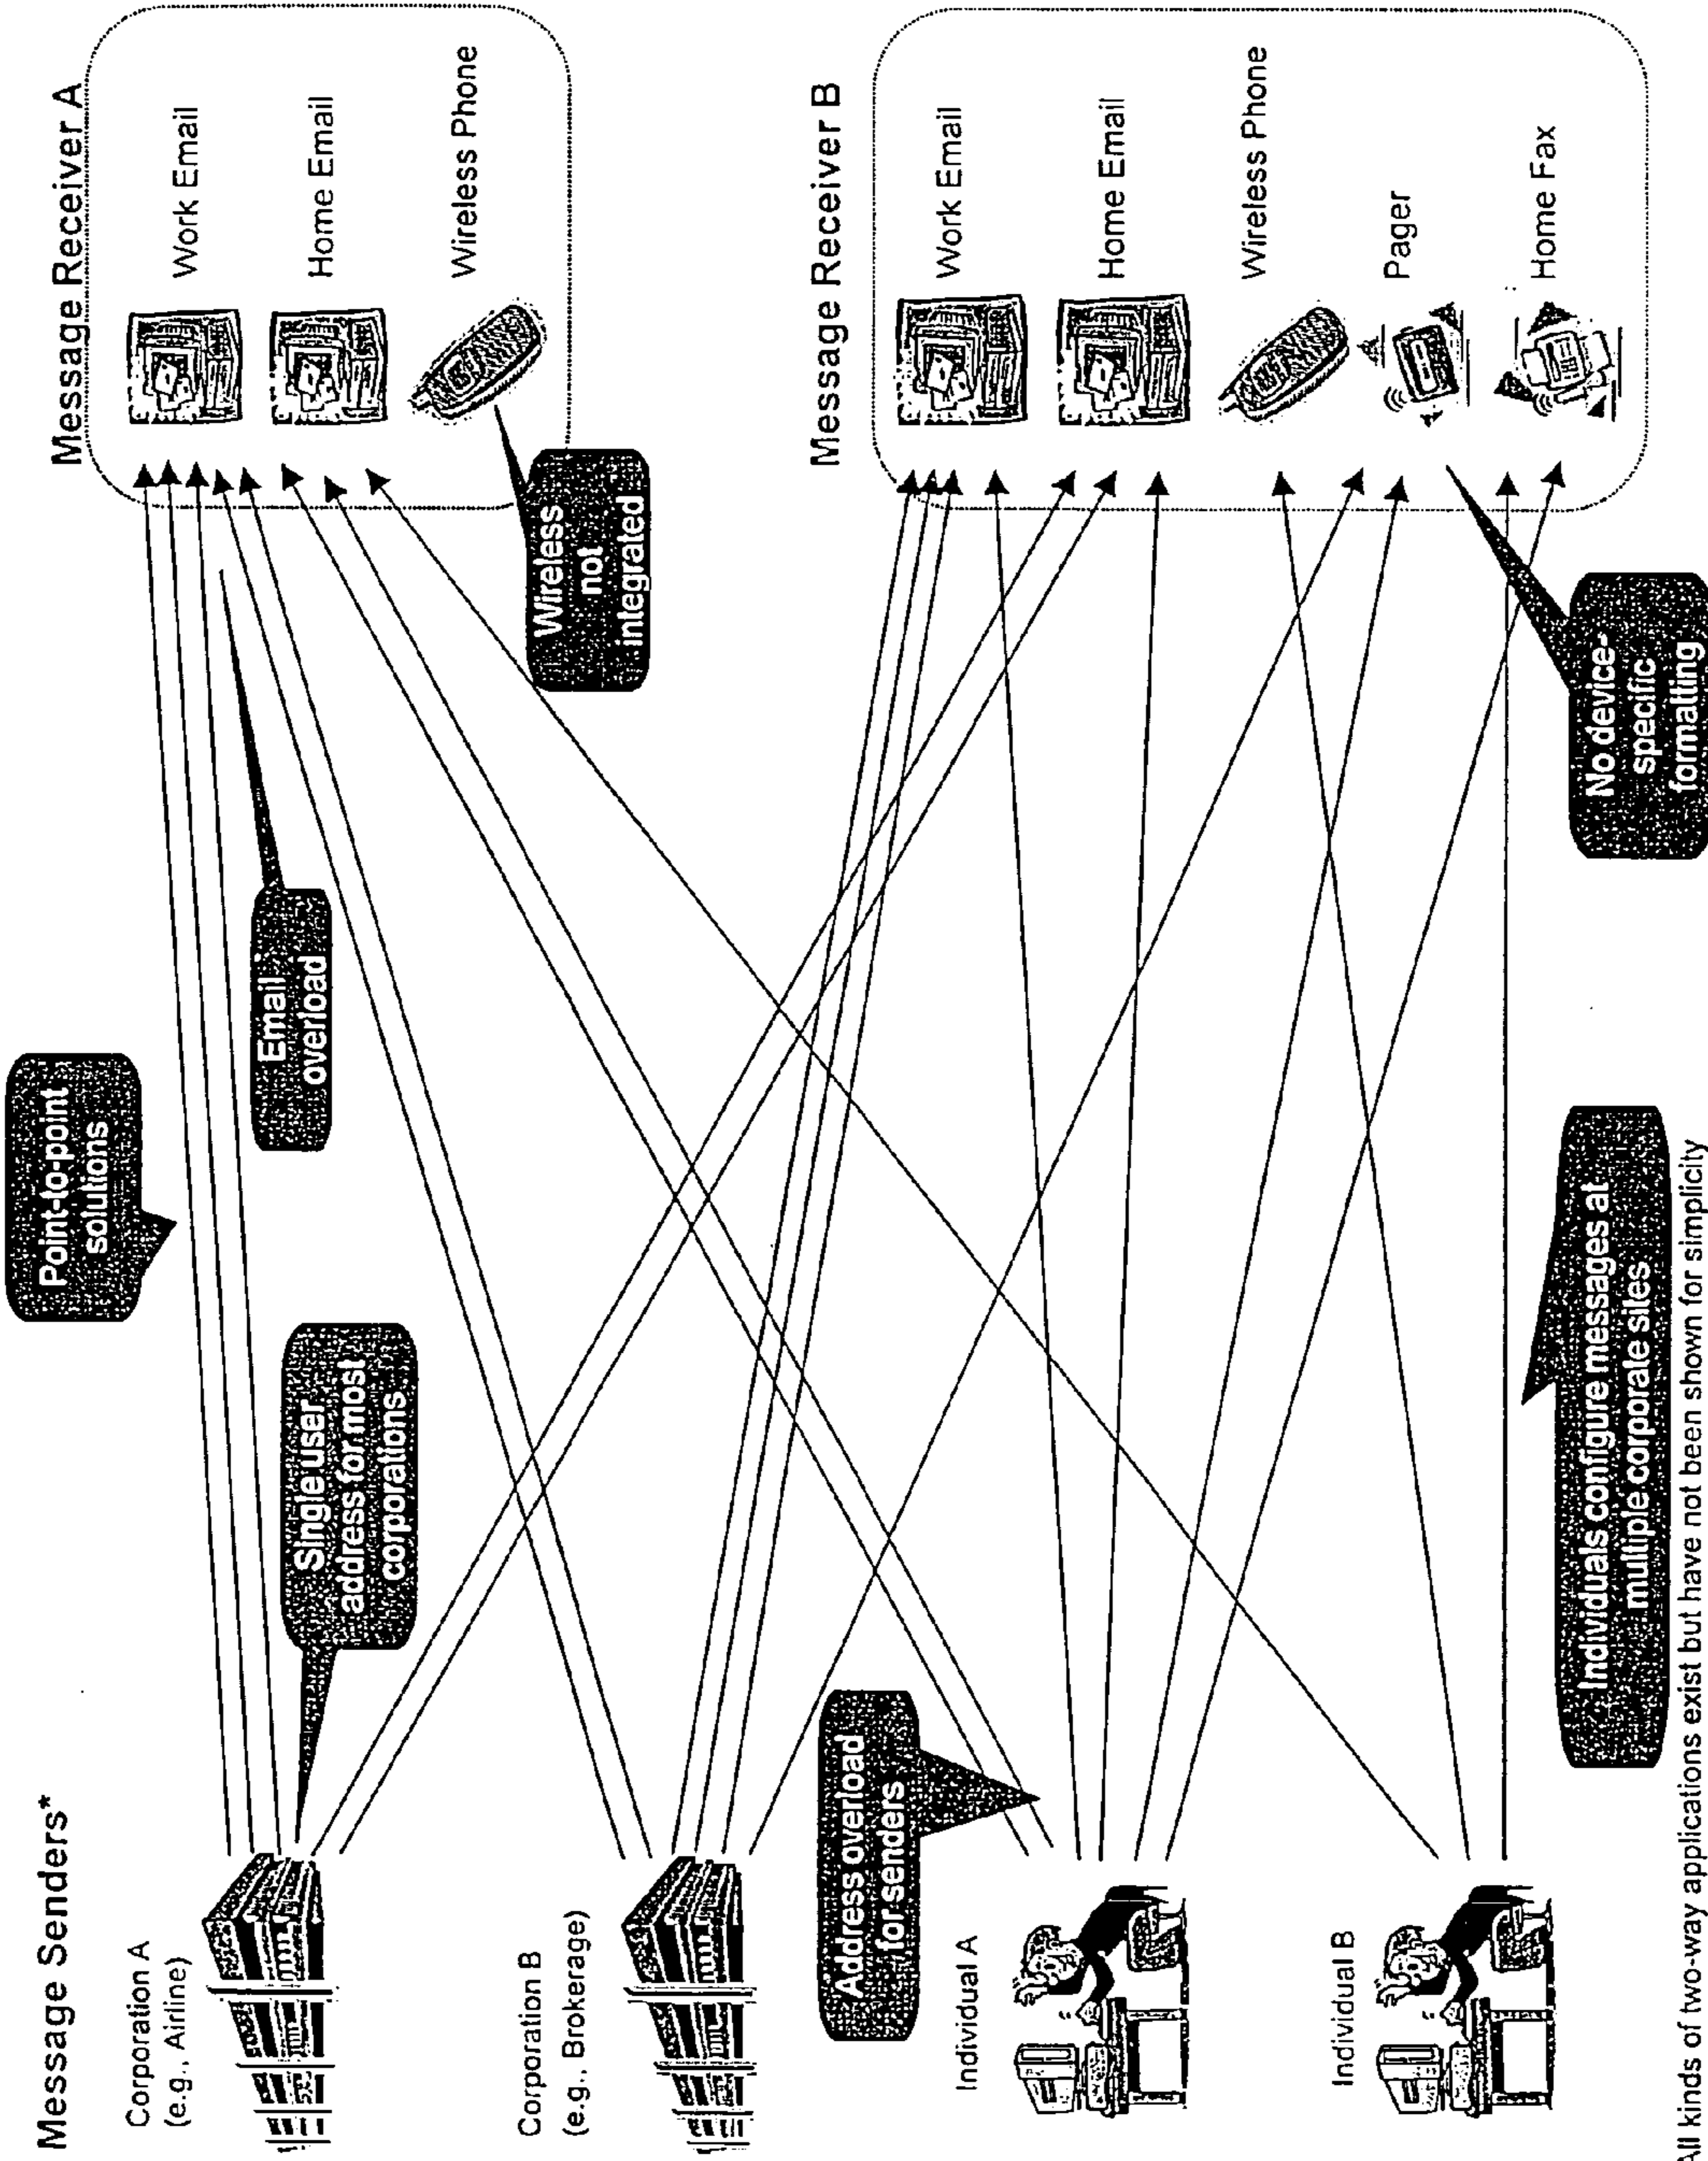 Message Senders*
Corporation A
(e.g., Airline)
Corporation B
(e.g., Brokerage)
Individual A
Individual B
Point-to-point
solutions
Single user
address for most
corporations
Email
overload
Address overload
for senders
Individuals configure messages at
multiple corporate sites
Wireless
not
integrated
No device-
specific
formatting
Message Receiver A
Work Email
Home Email
Wireless Phone
Message Receiver B
Work Email
Home Email
Wireless Phone
Pager
Home Fax
All kinds of two-way applications exist but have not been shown for simplicity